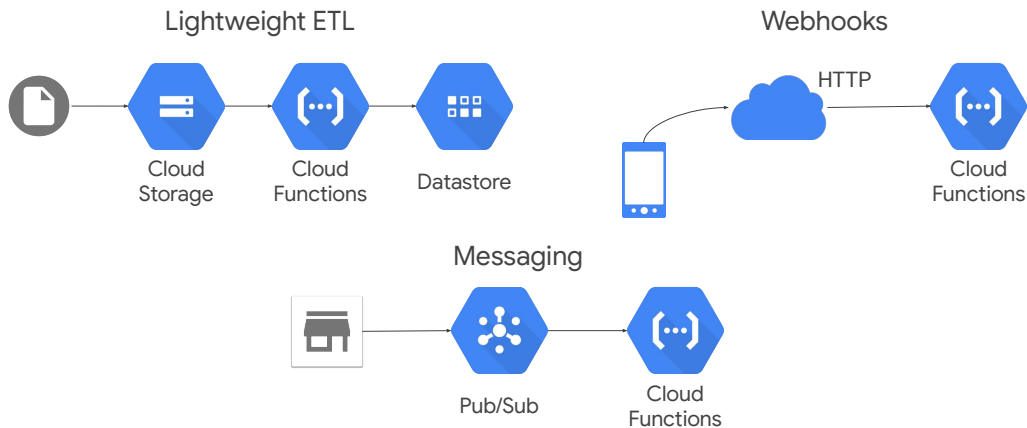 Lightweight ETL
Webhooks
HTTP
Cloud
Storage
Cloud
Functions
Datastore
Cloud
Functions
Messaging
Pub/Sub
Cloud
Functions